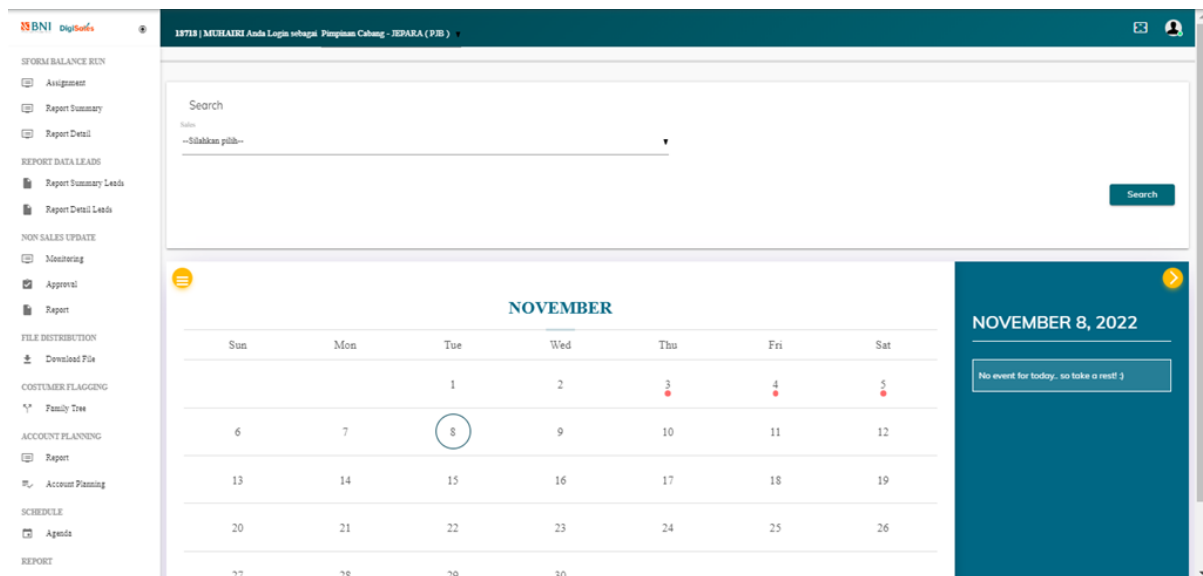 BNI DigiSales
13713 | MUHAIRI Anda Login sebagai Pimpinan Cabang - JEPARA ( PJB )
SFORM BALANCE RUN
Assignment
Report Summary
Report Detail
REPORT DATA LEADS
Report Summary Leads
Report Detail Leads
NON SALES UPDATE
Monitoring
Approval
Report
FILE DISTRIBUTION
Download File
COSTUMER FLAGGING
Family Tree
ACCOUNT PLANNING
Report
Account Planning
SCHEDULE
Agenda
REPORT
Search
Sales
--Silahkan pilih--
Search
NOVEMBER
Sun Mon Tue Wed Thu Fri Sat
1 2 3 4 5
6 7 8 9 10 11 12
13 14 15 16 17 18 19
20 21 22 23 24 25 26
27 28 29 30
NOVEMBER 8, 2022
No event for today.. so take a rest! :)